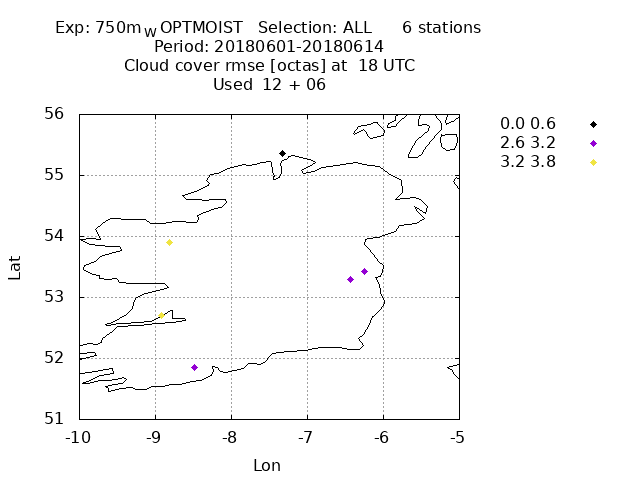 Exp: 750mW OPTMOIST Selection: ALL 6 stations
Period: 20180601-20180614
Cloud cover rmse [octas] at 18 UTC
Used 12 + 06
0.0 0.6
2.6 3.2
3.2 3.8
56
55
54
53
52
51
Lat
-10 -9 -8 -7 -6 -5
Lon